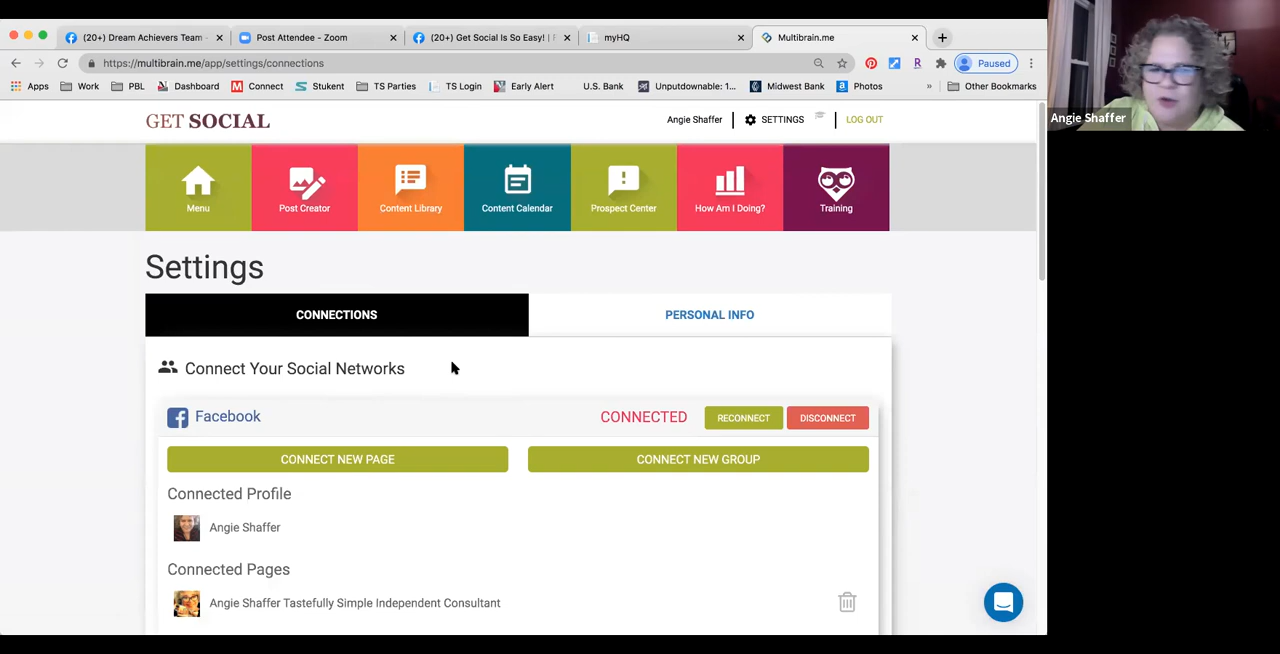 (20+) Dream Achievers Team -
Post Attendee - Zoom
(20+) Get Social Is So Easy! | F
myHQ
Multibrain.me
https://multibrain.me/app/settings/connections
Paused
Apps
Work
PBL
Dashboard
Connect
Stukent
TS Parties
TS Login
Early Alert
U.S. Bank
Unputdownable: 1...
Midwest Bank
Photos
»
Other Bookmarks
Angie Shaffer
GET SOCIAL
Angie Shaffer
SETTINGS
LOG OUT
Menu
Post Creator
Content Library
Content Calendar
Prospect Center
How Am I Doing?
Training
Settings
CONNECTIONS
PERSONAL INFO
Connect Your Social Networks
Facebook
CONNECTED
RECONNECT
DISCONNECT
CONNECT NEW PAGE
CONNECT NEW GROUP
Connected Profile
Angie Shaffer
Connected Pages
Angie Shaffer Tastefully Simple Independent Consultant